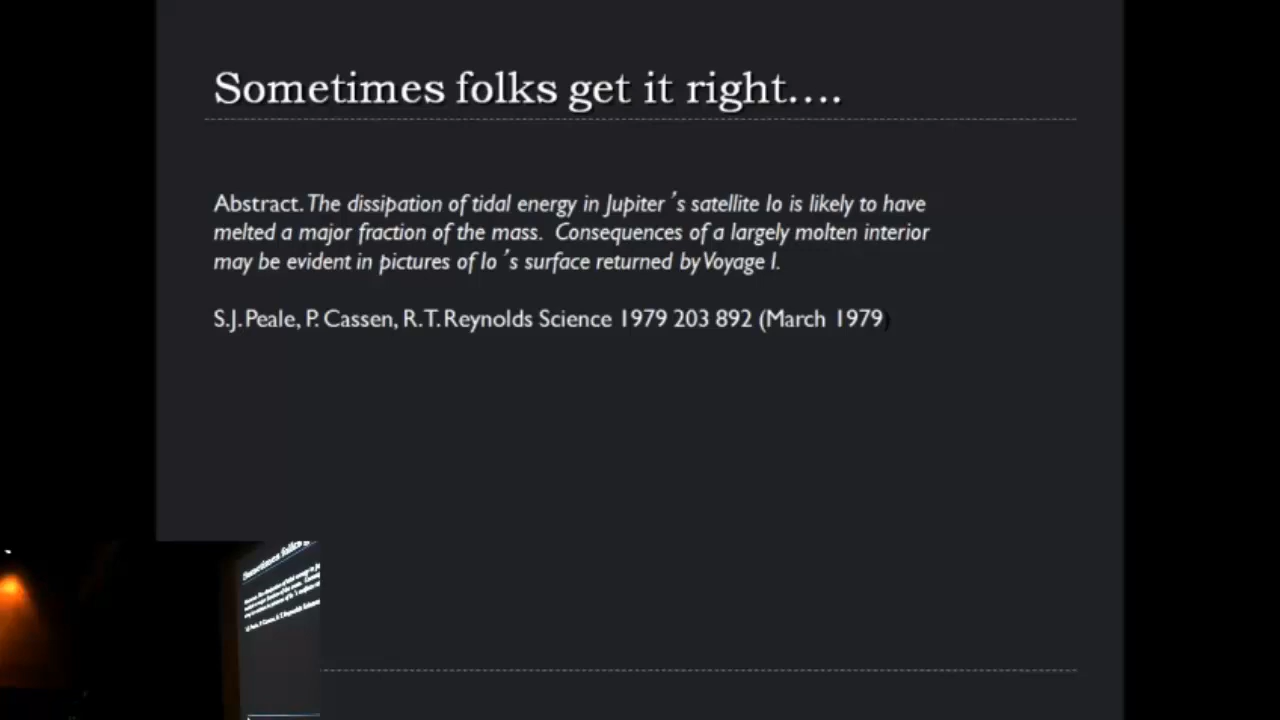 Sometimes folks get it right....
Abstract. The dissipation of tidal energy in Jupiter ´s satellite Io is likely to have
melted a major fraction of the mass.  Consequences of a largely molten interior
may be evident in pictures of Io ´s surface returned by Voyage I.
S.J. Peale, P. Cassen, R.T. Reynolds Science 1979 203 892 (March 1979)
Sometimes folks g